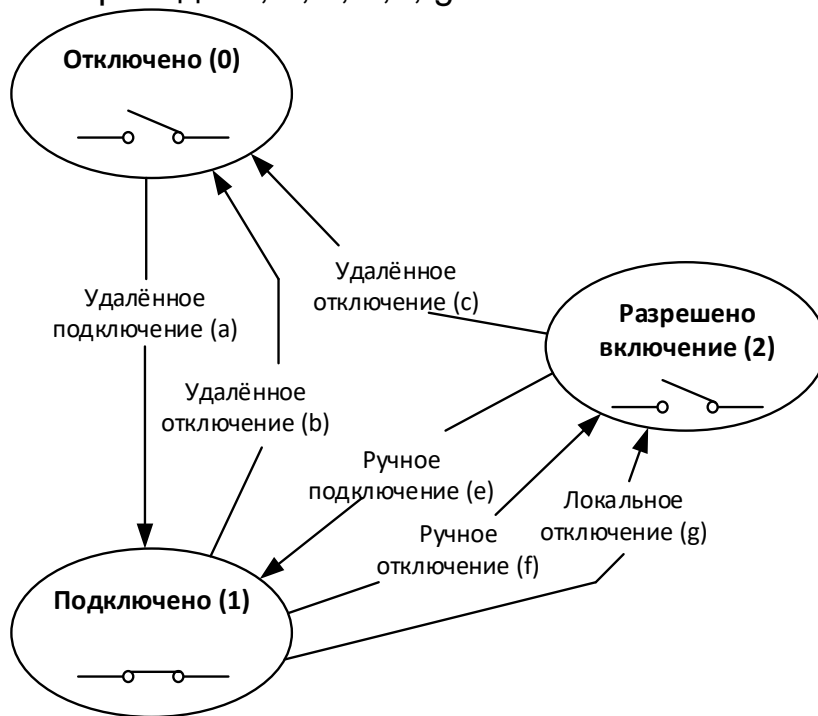 Отключено (0)
Удалённое
подключение (a)
Удалённое
отключение (b)
Удалённое
отключение (c)
Разрешено
включение (2)
Ручное
подключение (e)
Ручное
отключение (f)
Локальное
отключение (g)
Подключено (1)